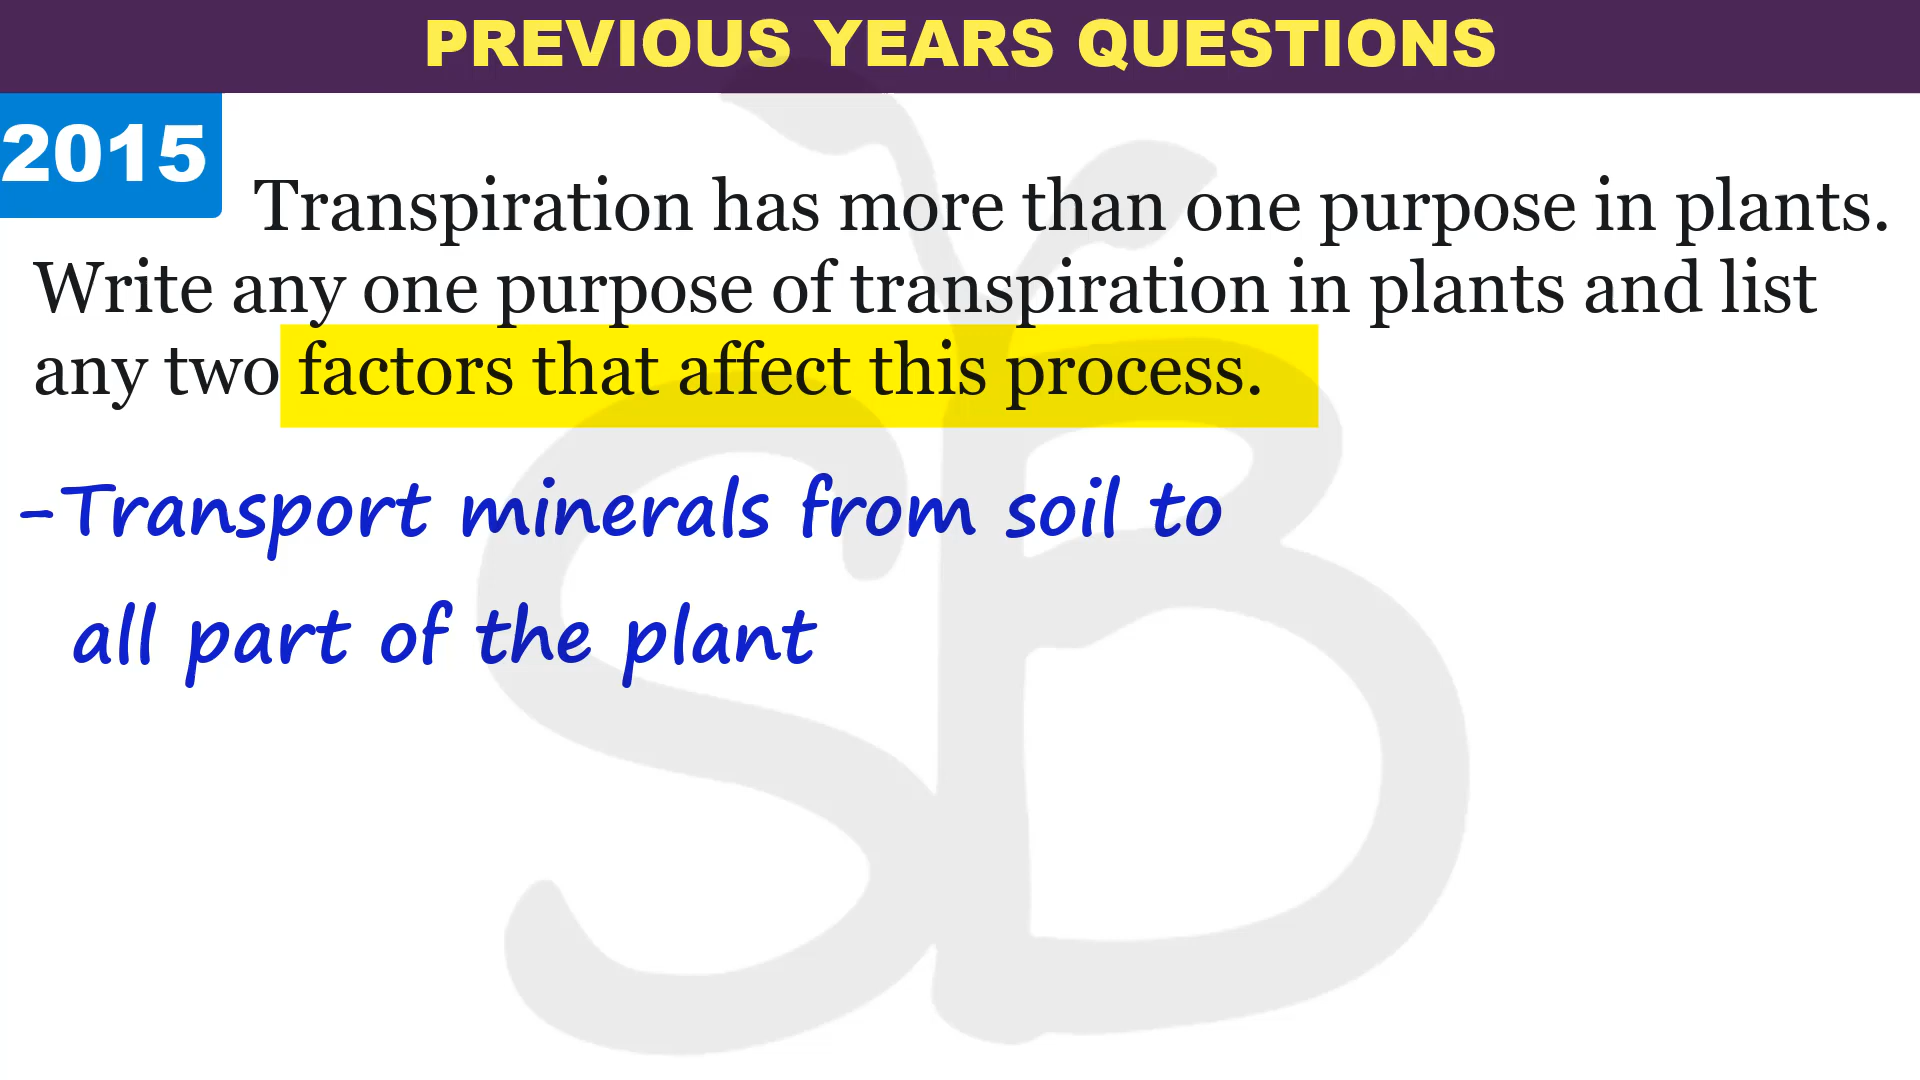 PREVIOUS YEARS QUESTIONS
2015
Transpiration has more than one purpose in plants.
Write any one purpose of transpiration in plants and list
any two factors that affect this process.
-Transport minerals from soil to
all part of the plant